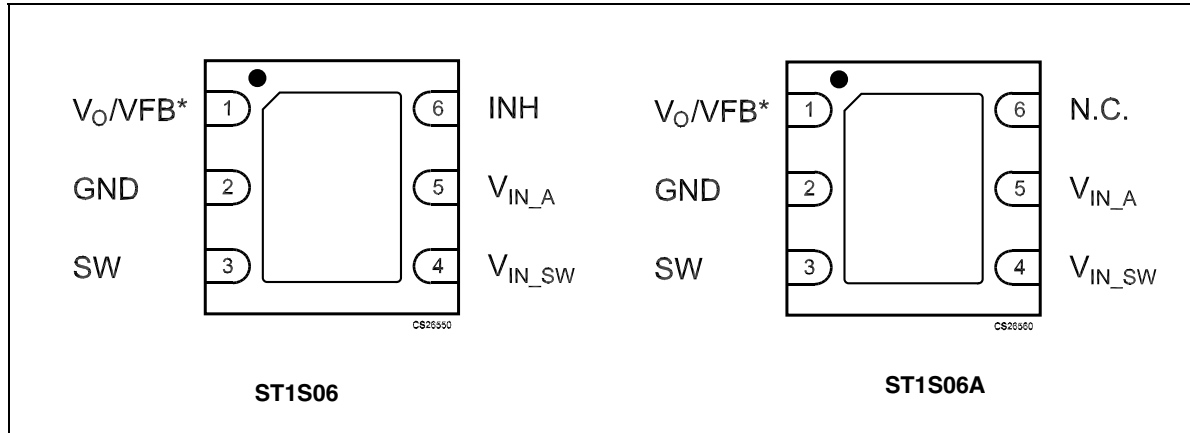 V_O/VFB* 1 6 INH
GND 2 5 V_IN_A
SW 3 4 V_IN_SW
CS26550
ST1S06
V_O/VFB* 1 6 N.C.
GND 2 5 V_IN_A
SW 3 4 V_IN_SW
CS26560
ST1S06A